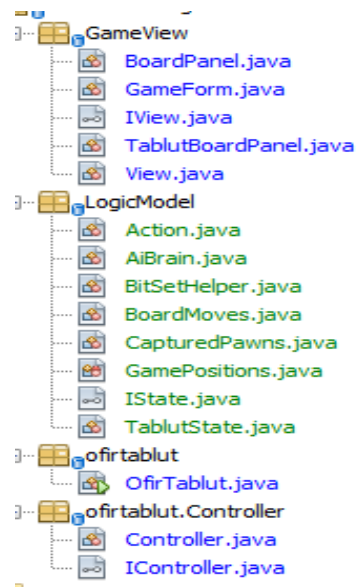 GameView
BoardPanel.java
GameForm.java
IView.java
TablutBoardPanel.java
View.java
LogicModel
Action.java
AiBrain.java
BitSetHelper.java
BoardMoves.java
CapturedPawns.java
GamePositions.java
IState.java
TablutState.java
ofirtablut
OfirTablut.java
ofirtablut.Controller
Controller.java
IController.java